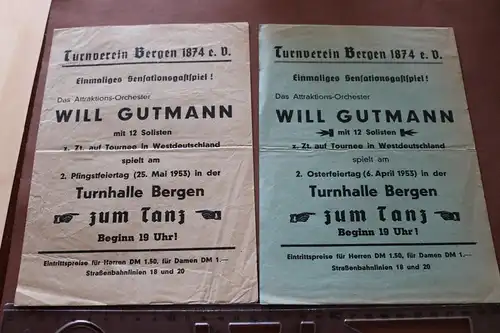 Turnverein Bergen 1874 e. V.
Einmaliges Sensationsgastspiel!
Das Attraktions-Orchester
WILL GUTMANN
mit 12 Solisten
z. Zt. auf Tournee in Westdeutschland
spielt am
2. Pfingstfeiertag (25. Mai 1953) in der
Turnhalle Bergen
zum Tanz
Beginn 19 Uhr!
Eintrittspreise für Herren DM 1.50, für Damen DM 1.—
Straßenbahnlinien 18 und 20
Turnverein Bergen 1874 e. V.
Einmaliges Sensationsgastspiel!
Das Attraktions-Orchester
WILL GUTMANN
mit 12 Solisten
z. Zt. auf Tournee in Westdeutschland
spielt am
2. Osterfeiertag (6. April 1953) in der
Turnhalle Bergen
zum Tanz
Beginn 19 Uhr!
Eintrittspreise für Herren DM 1.50, für Damen DM 1.—
Straßenbahnlinien 18 und 20